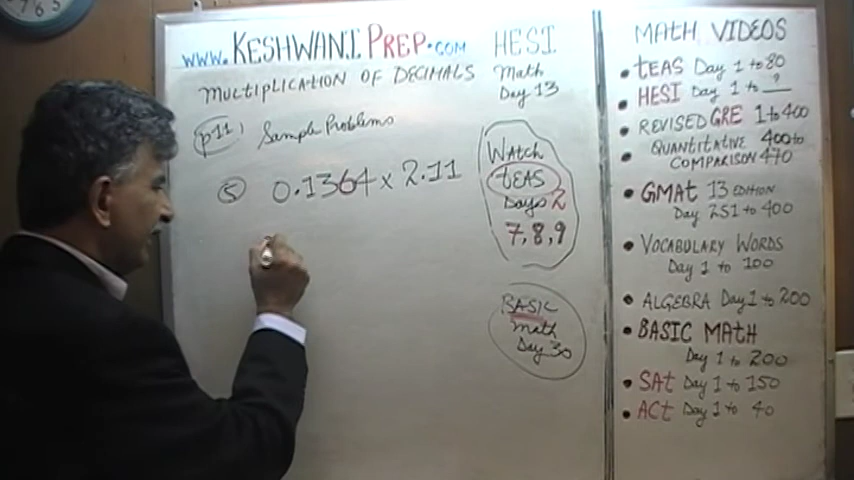 www.KESHWANIPREP.COM
MULTIPLICATION OF DECIMALS
p11) Sample Problems
5 0.1364 x 2.11
HESI
Math
Day 13
WATCH
tEAS
Days 2
7,8,9
BASIC
Math
Day 30
MATH VIDEOS
• tEAS Day 1 to 80
• HESI Day 1 to ?
• REVISED GRE 1 to 400
• QUANTITATIVE 400 to
COMPARISON 470
• GMAt 13 EDITION
Day 251 to 400
• VOCABULARY WORDS
Day 1 to 100
• ALGEBRA Day 1 to 200
• BASIC MATH
Day 1 to 200
• SAt Day 1 to 150
• ACt Day 1 to 40
7 6 5